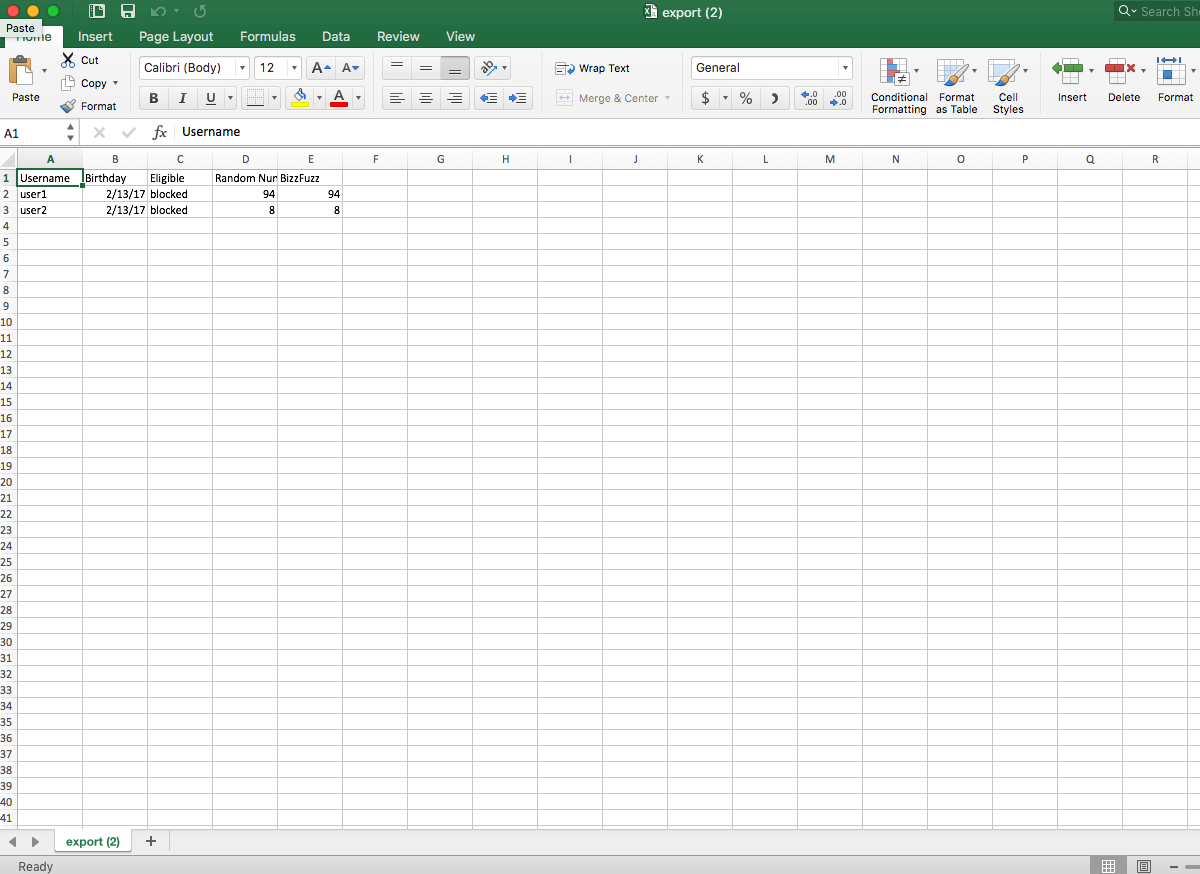 export (2)
Search She
Paste
Home Insert Page Layout Formulas Data Review View
Cut
Calibri (Body) 12 A A Wrap Text General
Copy
Paste Format B I U A Merge & Center $ % ) .0 .00 .00 .0 Conditional Formatting Format as Table Cell Styles Insert Delete Format
A1 fx Username
A B C D E F G H I J K L M N O P Q R
1 Username Birthday Eligible Random Nun BizzFuzz
2 user1 2/13/17 blocked 94 94
3 user2 2/13/17 blocked 8 8
4
5
6
7
8
9
10
11
12
13
14
15
16
17
18
19
20
21
22
23
24
25
26
27
28
29
30
31
32
33
34
35
36
37
38
39
40
41
export (2) +
Ready